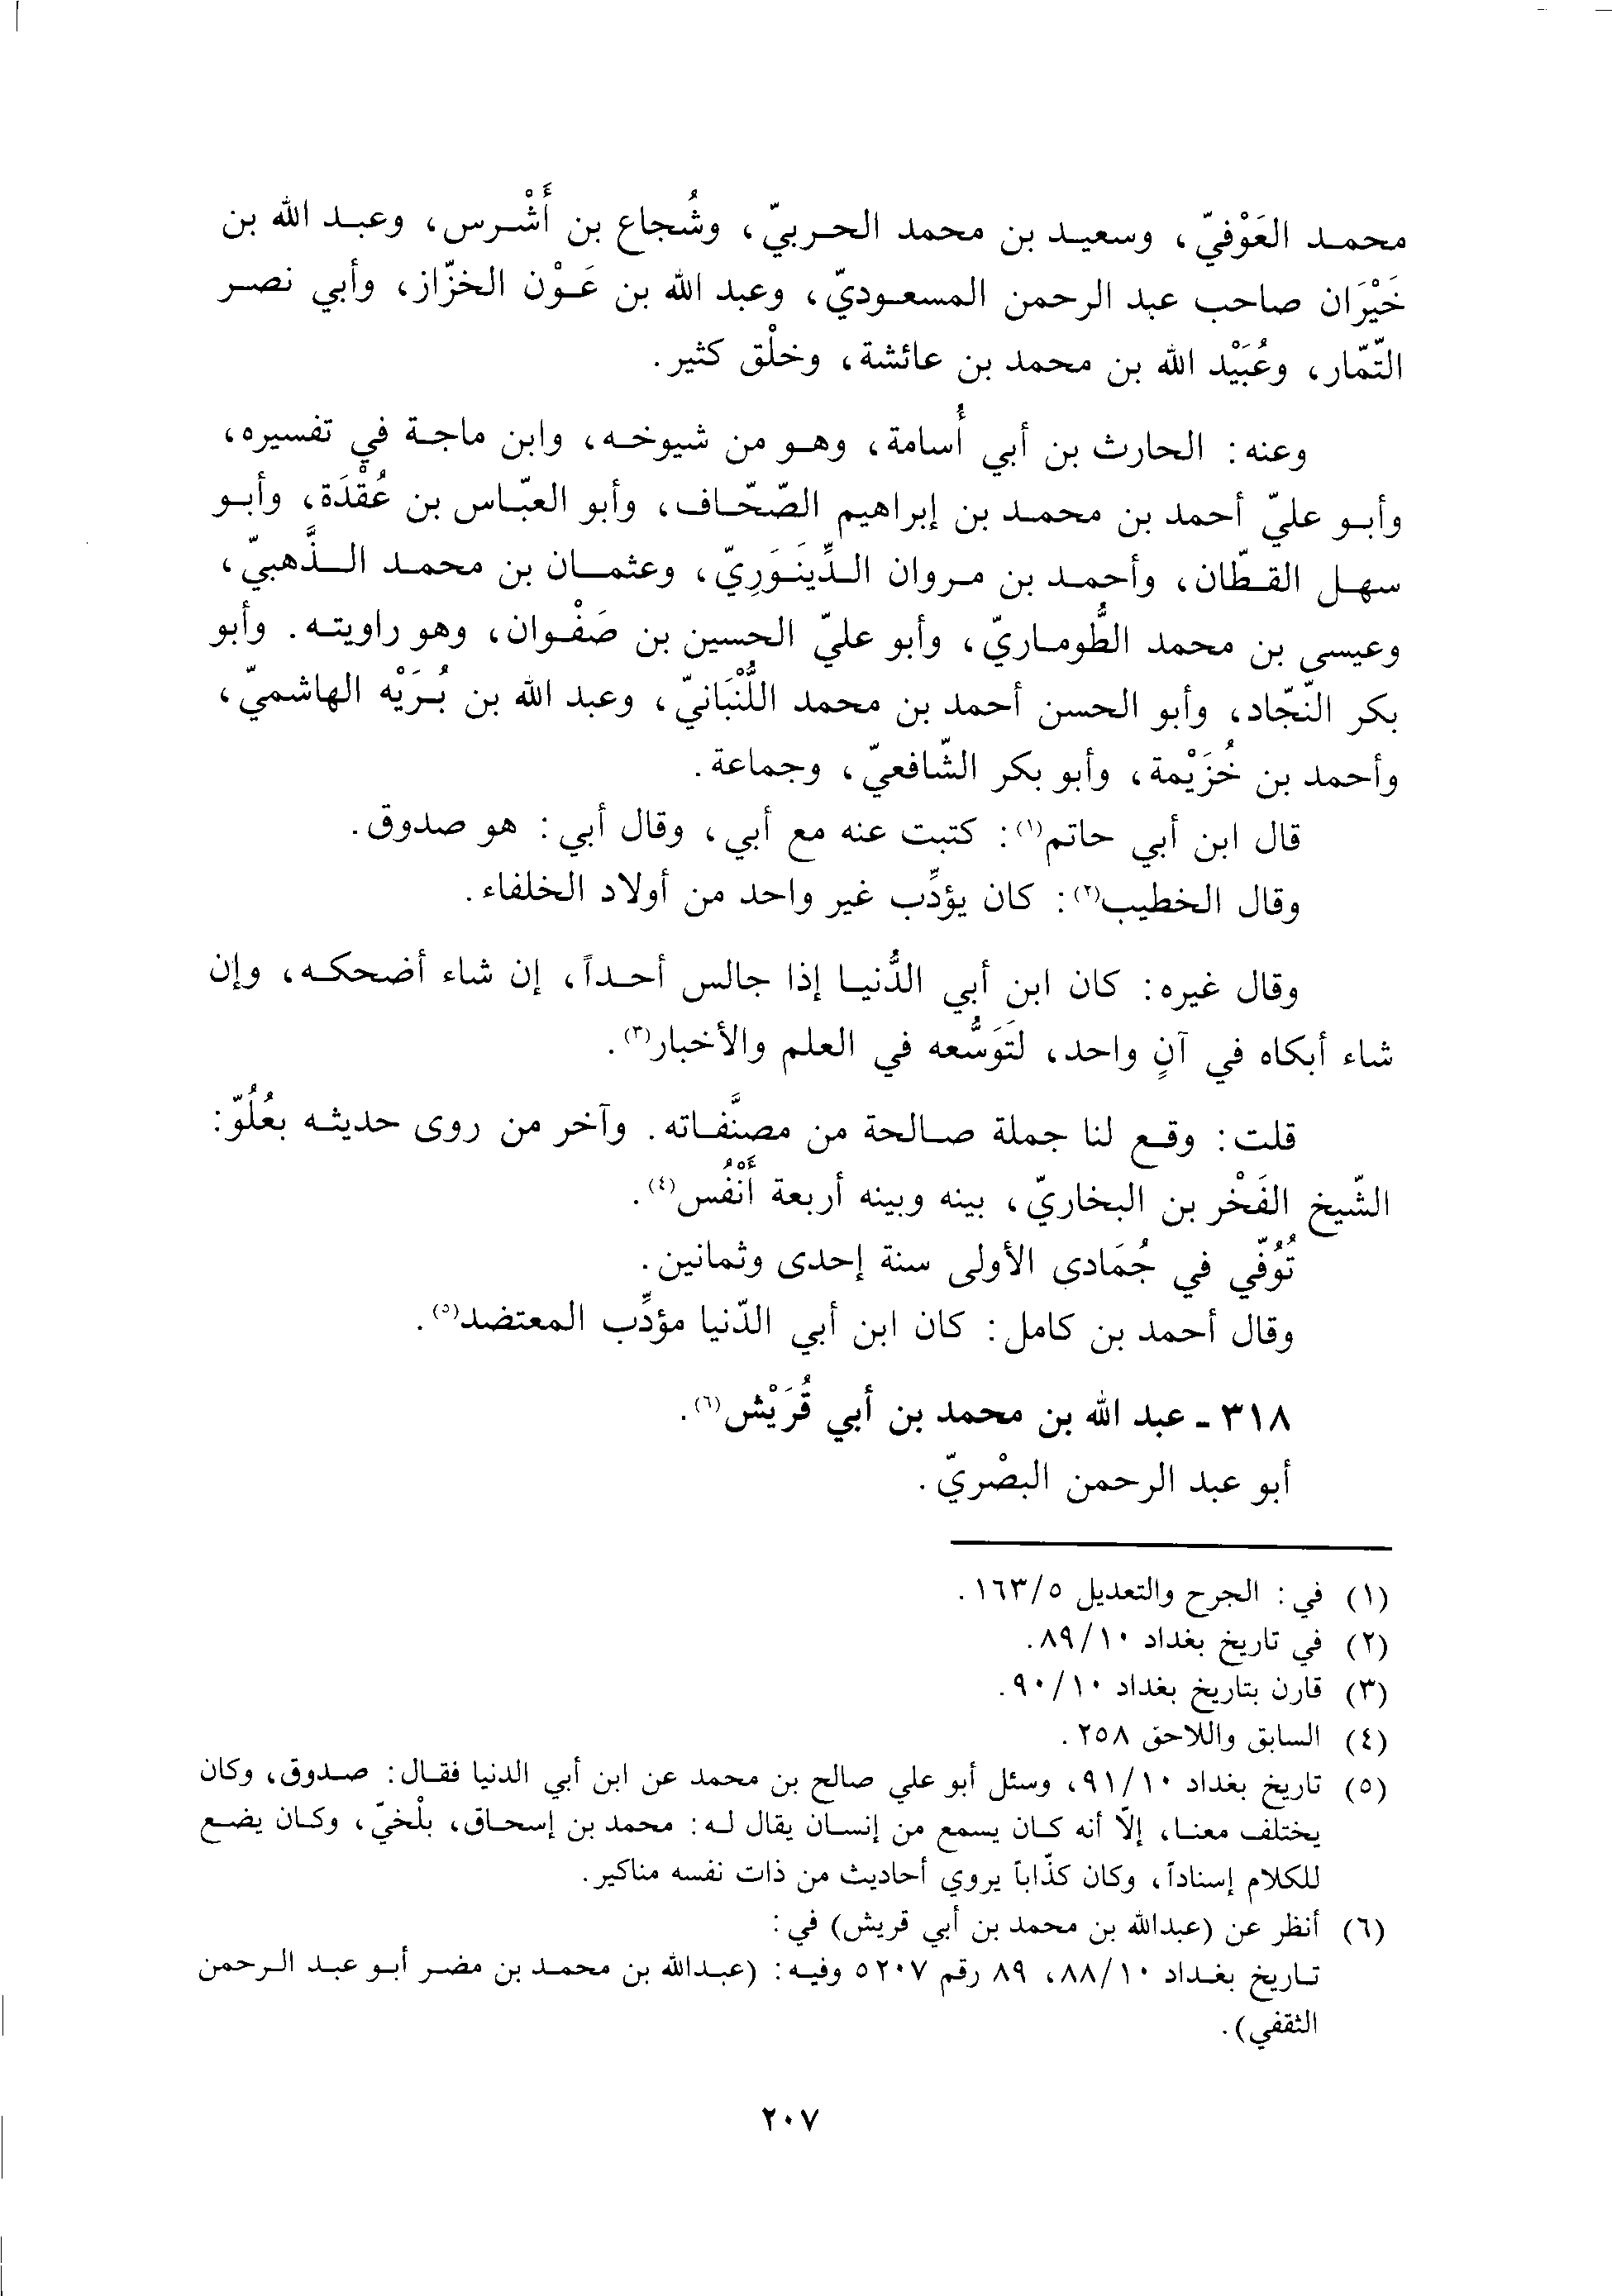 محمد العَوْفيّ، وسعيد بن محمد الحربيّ، وشُجاع بن أَشْرس، وعبد الله بن
خَيْرَان صاحب عبد الرحمن المسعوديّ، وعبد الله بن عَوْن الخزّاز، وأبي نصر
التّمّار، وعُبَيْد الله بن محمد بن عائشة، وخلْق كثير.
وعنه: الحارث بن أبي أُسامة، وهو من شيوخه، وابن ماجة في تفسيره،
وأبو عليّ أحمد بن محمد بن إبراهيم الصّحّاف، وأبو العبّاس بن عُقْدَة، وأبو
سهل القطّان، وأحمد بن مروان الدِّينَوَرِيّ، وعثمان بن محمد الذَّهبيّ،
وعيسى بن محمد الطُّوماريّ، وأبو عليّ الحسين بن صَفْوان، وهو راويته. وأبو
بكر النّجّاد، وأبو الحسن أحمد بن محمد اللُّنْبَانيّ، وعبد الله بن بُرَيْه الهاشميّ،
وأحمد بن خُزَيْمة، وأبو بكر الشّافعيّ، وجماعة.
قال ابن أبي حاتم(١): كتبت عنه مع أبي، وقال أبي: هو صدوق.
وقال الخطيب(٢): كان يؤدِّب غير واحد من أولاد الخلفاء.
وقال غيره: كان ابن أبي الدُّنيا إذا جالس أحداً، إن شاء أضحكه، وإن
شاء أبكاه في آنٍ واحد، لتَوَسُّعه في العلم والأخبار(٣).
قلت: وقع لنا جملة صالحة من مصنَّفاته. وآخر من روى حديثه بعُلُوّ:
الشّيخ الفَخْر بن البخاريّ، بينه وبينه أربعة أَنْفُس(٤).
تُوُفّي في جُمَادى الأولى سنة إحدى وثمانين.
وقال أحمد بن كامل: كان ابن أبي الدّنيا مؤدِّب المعتضد(٥).
٣١٨ - عبد الله بن محمد بن أبي قُرَيْش(٦).
أبو عبد الرحمن البصْريّ.
(١) في: الجرح والتعديل ١٦٣/٥.
(٢) في تاريخ بغداد ٨٩/١٠.
(٣) قارن بتاريخ بغداد ٩٠/١٠.
(٤) السابق واللاحق ٢٥٨.
(٥) تاريخ بغداد ٩١/١٠، وسئل أبو علي صالح بن محمد عن ابن أبي الدنيا فقال: صدوق، وكان
يختلف معنا، إلّا أنه كان يسمع من إنسان يقال له: محمد بن إسحاق، بلْخيّ، وكان يضع
للكلام إسناداً، وكان كذّاباً يروي أحاديث من ذات نفسه مناكير.
(٦) أنظر عن (عبدالله بن محمد بن أبي قريش) في:
تاريخ بغداد ٨٨/١٠، ٨٩ رقم ٥٢٠٧ وفيه: (عبدالله بن محمد بن مضر أبو عبد الرحمن
الثقفي).
٢٠٧